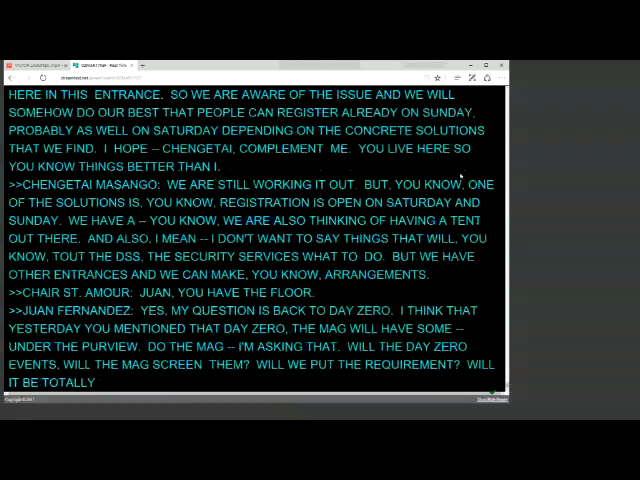 HERE IN THIS ENTRANCE. SO WE ARE AWARE OF THE ISSUE AND WE WILL
SOMEHOW DO OUR BEST THAT PEOPLE CAN REGISTER ALREADY ON SUNDAY,
PROBABLY AS WELL ON SATURDAY DEPENDING ON THE CONCRETE SOLUTIONS
THAT WE FIND. I HOPE -- CHENGETAI, COMPLEMENT ME. YOU LIVE HERE SO
YOU KNOW THINGS BETTER THAN I.
>>CHENGETAI MASANGO: WE ARE STILL WORKING IT OUT. BUT, YOU KNOW, ONE
OF THE SOLUTIONS IS, YOU KNOW, REGISTRATION IS OPEN ON SATURDAY AND
SUNDAY. WE HAVE A -- YOU KNOW, WE ARE ALSO THINKING OF HAVING A TENT
OUT THERE. AND ALSO, I MEAN -- I DON'T WANT TO SAY THINGS THAT WILL, YOU
KNOW, TOUT THE DSS, THE SECURITY SERVICES WHAT TO DO. BUT WE HAVE
OTHER ENTRANCES AND WE CAN MAKE, YOU KNOW, ARRANGEMENTS.
>>CHAIR ST. AMOUR: JUAN, YOU HAVE THE FLOOR.
>>JUAN FERNANDEZ: YES, MY QUESTION IS BACK TO DAY ZERO. I THINK THAT
YESTERDAY YOU MENTIONED THAT DAY ZERO, THE MAG WILL HAVE SOME --
UNDER THE PURVIEW. DO THE MAG -- I'M ASKING THAT. WILL THE DAY ZERO
EVENTS, WILL THE MAG SCREEN THEM? WILL WE PUT THE REQUIREMENT? WILL
IT BE TOTALLY